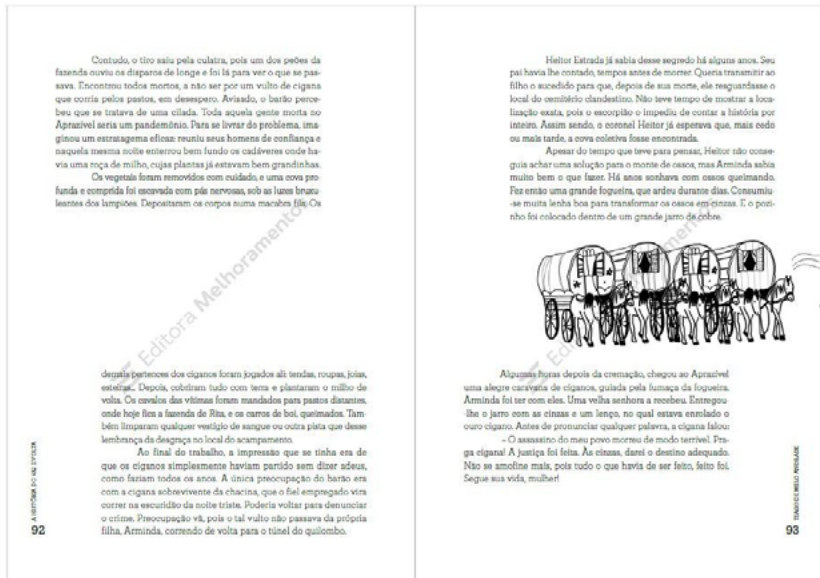 Contudo, o tiro saiu pela culatra, pois um dos peões da
fazenda ouviu os disparos de longe e foi lá para ver o que se pas-
sava. Encontrou todos mortos, a não ser por um vulto de cigana
que corria pelos pastos, em desespero. Avisado, o barão perce-
beu que se tratava de uma cilada. Toda aquela gente morta no
Aprazível seria um pandemônio. Para se livrar do problema, ima-
ginou um estratagema eficaz: reuniu seus homens de confiança e
naquela mesma noite enterrou bem fundo os cadáveres onde ha-
via uma roça de milho, cujas plantas já estavam bem grandinhas.
Os vegetais foram removidos com cuidado, e uma cova pro-
funda e comprida foi escavada com pás nervosas, sob as luzes bruxu-
leantes dos lampiões. Depositaram os corpos numa macabra fila. Os
demais pertences dos ciganos foram jogados ali: tendas, roupas, joias,
esteiras... Depois, cobriram tudo com terra e plantaram o milho de
volta. Os cavalos das vítimas foram mandados para pastos distantes,
onde hoje fica a fazenda de Rita, e os carros de boi, queimados. Tam-
bém limparam qualquer vestígio de sangue ou outra pista que desse
lembrança da desgraça no local do acampamento.
Ao final do trabalho, a impressão que se tinha era de
que os ciganos simplesmente haviam partido sem dizer adeus,
como faziam todos os anos. A única preocupação do barão era
com a cigana sobrevivente da chacina, que o fiel empregado vira
correr na escuridão da noite triste. Poderia voltar para denunciar
o crime. Preocupação vã, pois o tal vulto não passava da própria
filha, Arminda, correndo de volta para o túnel do quilombo.
A HISTÓRIA DO VAI E VOLTA
92
Editora Melhoramentos
Heitor Estrada já sabia desse segredo há alguns anos. Seu
pai havia lhe contado, tempos antes de morrer. Queria transmitir ao
filho o sucedido para que, depois de sua morte, ele resguardasse o
local do cemitério clandestino. Não teve tempo de mostrar a loca-
lização exata, pois o escorpião o impediu de contar a história por
inteiro. Assim sendo, o coronel Heitor já esperava que, mais cedo
ou mais tarde, a cova coletiva fosse encontrada.
Apesar do tempo que teve para pensar, Heitor não conse-
guia achar uma solução para o monte de ossos, mas Arminda sabia
muito bem o que fazer. Há anos sonhava com ossos queimando.
Fez então uma grande fogueira, que ardeu durante dias. Consumiu-
-se muita lenha boa para transformar os ossos em cinzas. E o pozi-
nho foi colocado dentro de um grande jarro de cobre.
Algumas horas depois da cremação, chegou ao Aprazível
uma alegre caravana de ciganos, guiada pela fumaça da fogueira.
Arminda foi ter com eles. Uma velha senhora a recebeu. Entregou-
-lhe o jarro com as cinzas e um lenço, no qual estava enrolado o
ouro cigano. Antes de pronunciar qualquer palavra, a cigana falou:
– O assassino do meu povo morreu de modo terrível. Pra-
ga cigana! A justiça foi feita. Às cinzas, darei o destino adequado.
Não se amofine mais, pois tudo o que havia de ser feito, feito foi.
Segue sua vida, mulher!
TIAGO DE MELO ANDRADE
93